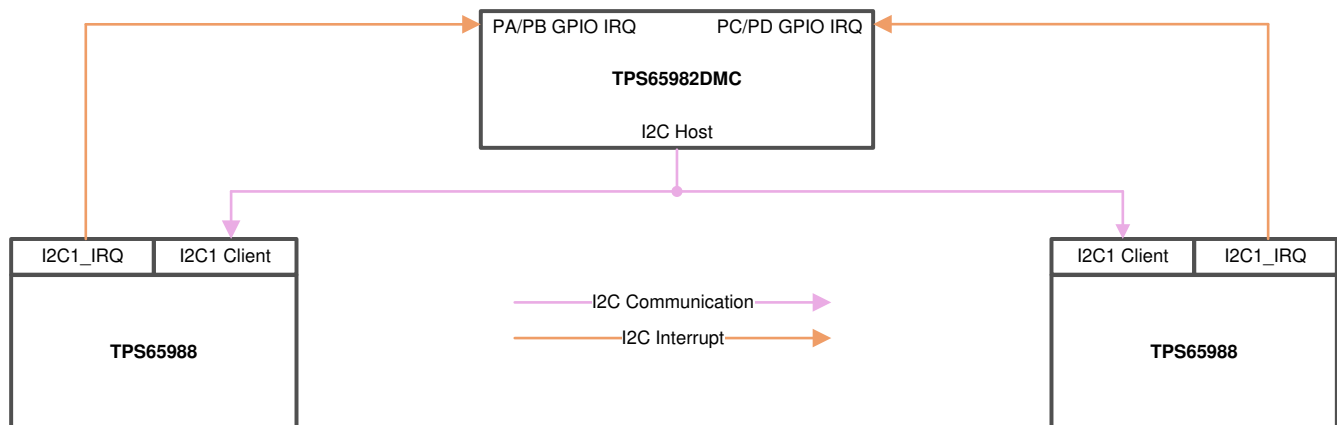 PA/PB GPIO IRQ PC/PD GPIO IRQ
TPS65982DMC
I2C Host
I2C1_IRQ I2C1 Client I2C1 Client I2C1_IRQ
I2C Communication
I2C Interrupt
TPS65988 TPS65988